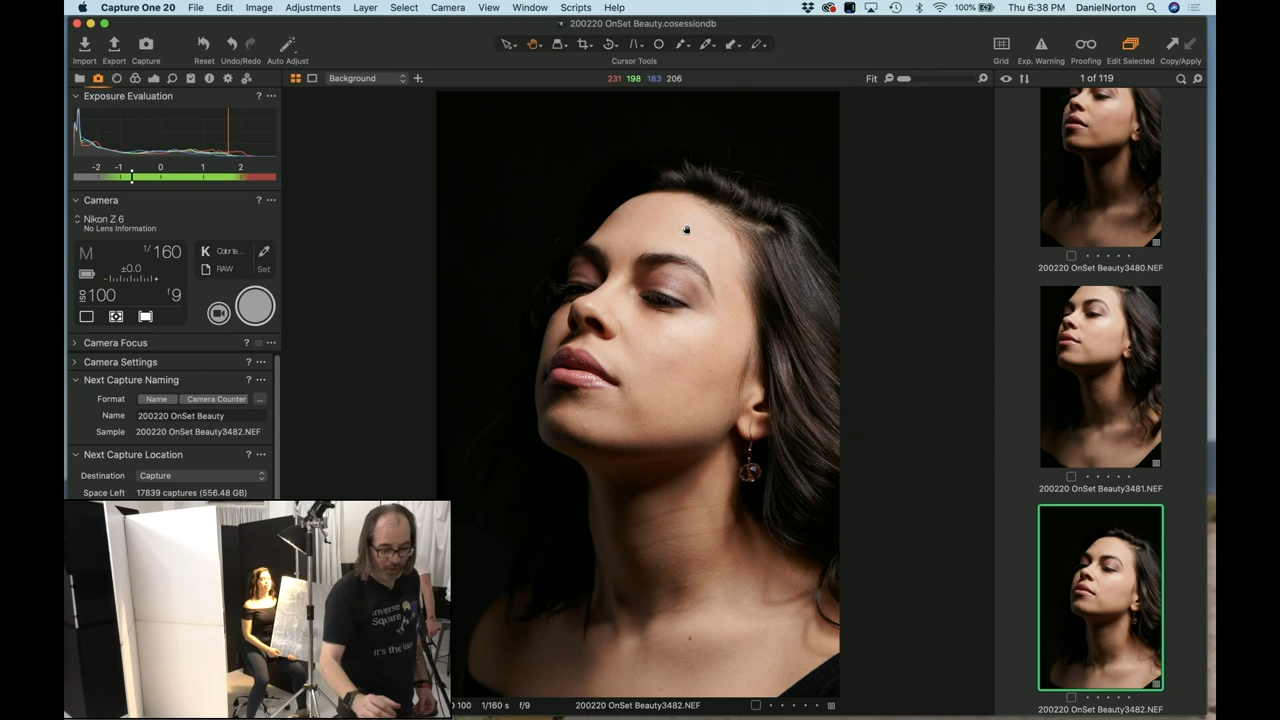 Capture One 20 File Edit Image Adjustments Layer Select Camera View Window Scripts Help 100% Thu 6:38 PM DanielNorton
200220 OnSet Beauty.cosessiondb
Import Export Capture Reset Undo/Redo Auto Adjust Cursor Tools Grid Exp. Warning Proofing Edit Selected Copy/Apply
Background 231 198 183 206 Fit 1 of 119
Exposure Evaluation ? ...
-2 -1 0 1 2
Camera ? ...
Nikon Z 6
No Lens Information
M 1/ 160 K
±0.0 RAW Set
ISO 100 f 9
200220 OnSet Beauty3480.NEF
Camera Focus ? ...
Camera Settings ? ...
Next Capture Naming ? ...
Format Name Camera Counter ...
Name 200220 OnSet Beauty
Sample 200220 OnSet Beauty3482.NEF
Next Capture Location ? ...
Destination Capture
Space Left 17839 captures (556.48 GB)
200220 OnSet Beauty3481.NEF
Inverse
Square
It's the law
100 1/160 s f/9 200220 OnSet Beauty3482.NEF
200220 OnSet Beauty3482.NEF